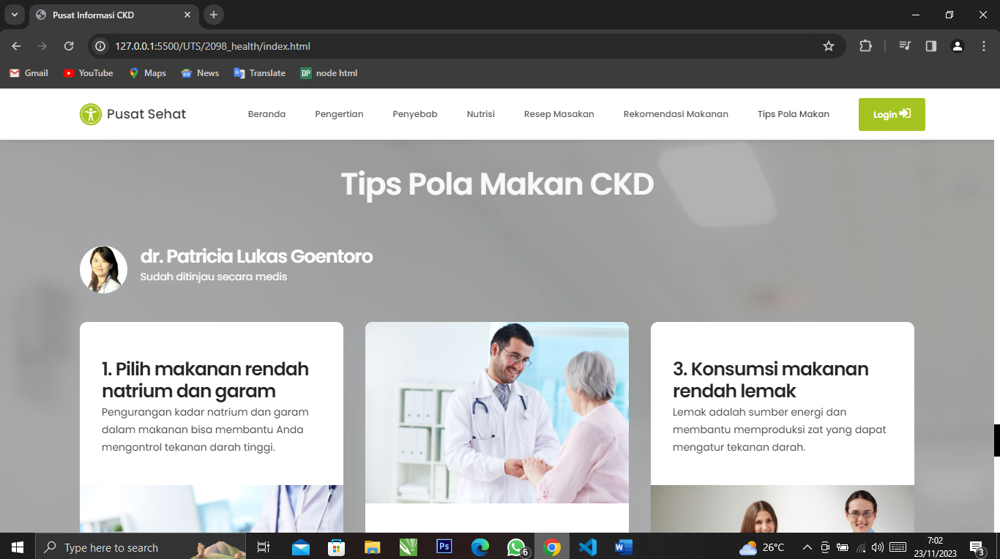 Pusat Informasi CKD
127.0.0.1:5500/UTS/2098_health/index.html
Gmail
YouTube
Maps
News
Translate
DP
node html
Pusat Sehat
Beranda
Pengertian
Penyebab
Nutrisi
Resep Masakan
Rekomendasi Makanan
Tips Pola Makan
Login
Tips Pola Makan CKD
dr. Patricia Lukas Goentoro
Sudah ditinjau secara medis
1. Pilih makanan rendah
natrium dan garam
Pengurangan kadar natrium dan garam
dalam makanan bisa membantu Anda
mengontrol tekanan darah tinggi.
3. Konsumsi makanan
rendah lemak
Lemak adalah sumber energi dan
membantu memproduksi zat yang dapat
mengatur tekanan darah.
Type here to search
Ps
6
W
26°C
7:02
23/11/2023
3